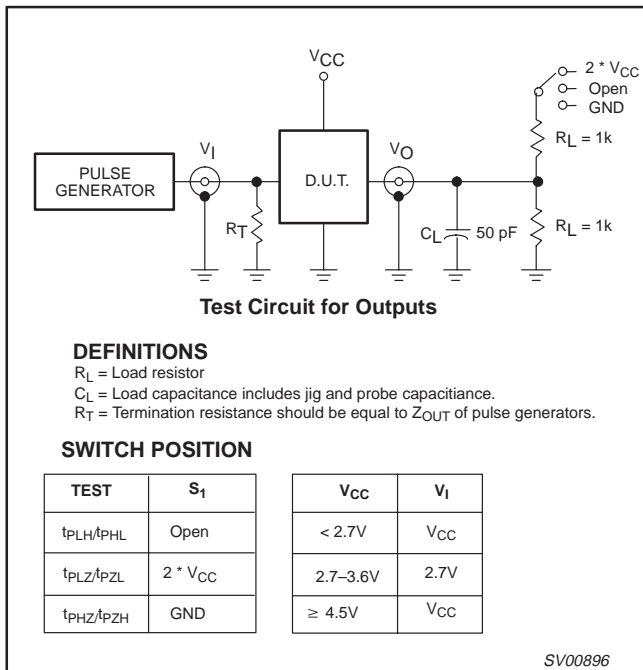 VCC
2 * VCC
Open
GND
VI
VO
RL = 1k
PULSE
GENERATOR
D.U.T.
RT
CL
50 pF
RL = 1k
Test Circuit for Outputs
DEFINITIONS
RL = Load resistor
CL = Load capacitance includes jig and probe capacitiance.
RT = Termination resistance should be equal to ZOUT of pulse generators.
SWITCH POSITION
TEST S1
tPLH/tPHL Open
tPLZ/tPZL 2 * VCC
tPHZ/tPZH GND
VCC VI
< 2.7V VCC
2.7–3.6V 2.7V
≥ 4.5V VCC
SV00896